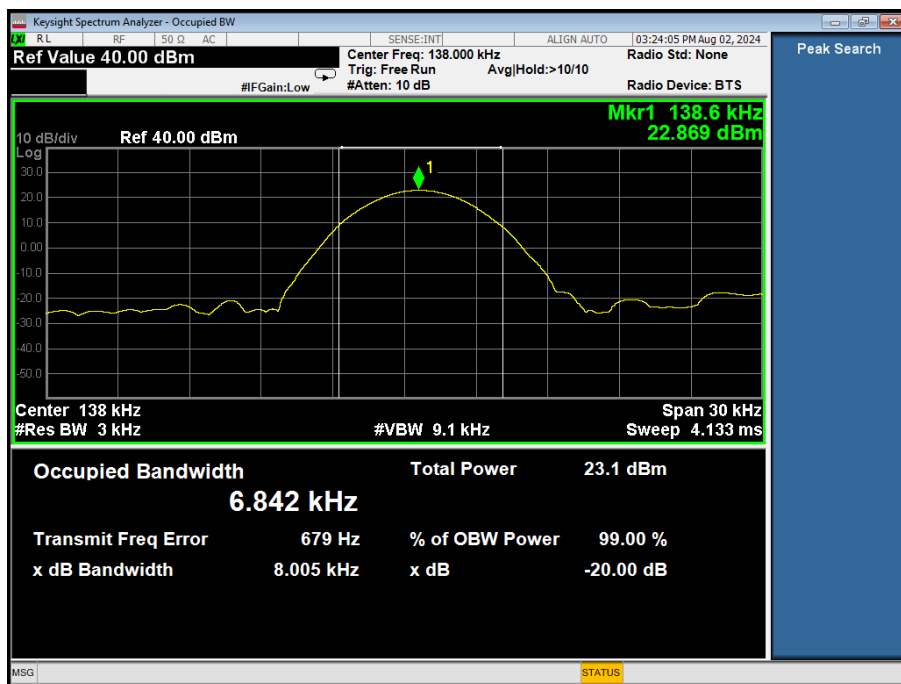 Keysight Spectrum Analyzer - Occupied BW
LXI RL RF 50 Ω AC SENSE:INT ALIGN AUTO 03:24:05 PM Aug 02, 2024
Ref Value 40.00 dBm Center Freq: 138.000 kHz Radio Std: None
Trig: Free Run Avg|Hold:>10/10
#IFGain:Low #Atten: 10 dB Radio Device: BTS
Peak Search
Mkr1 138.6 kHz
10 dB/div Ref 40.00 dBm 22.869 dBm
Log
1
30.0
20.0
10.0
0.00
-10.0
-20.0
-30.0
-40.0
-50.0
Center 138 kHz Span 30 kHz
#Res BW 3 kHz #VBW 9.1 kHz Sweep 4.133 ms
Occupied Bandwidth Total Power 23.1 dBm
6.842 kHz
Transmit Freq Error 679 Hz % of OBW Power 99.00 %
x dB Bandwidth 8.005 kHz x dB -20.00 dB
MSG STATUS